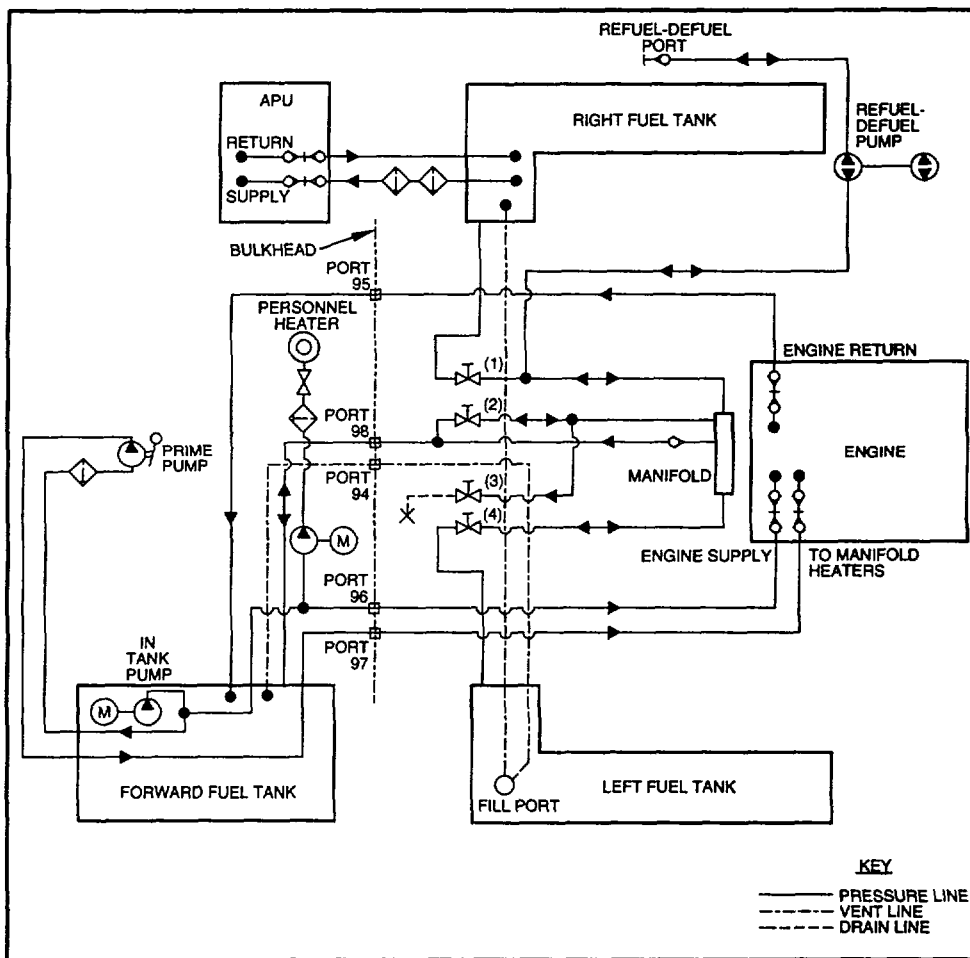 REFUEL-DEFUEL
PORT
APU
RIGHT FUEL TANK
REFUEL-
DEFUEL
PUMP
RETURN
SUPPLY
BULKHEAD
PORT
95
PERSONNEL
HEATER
ENGINE RETURN
(1)
(2)
PORT
98
PRIME
PUMP
PORT
94
MANIFOLD
ENGINE
(3)
(4)
M
ENGINE SUPPLY
TO MANIFOLD
HEATERS
PORT
96
PORT
97
IN
TANK
PUMP
M
FORWARD FUEL TANK
FILL PORT
LEFT FUEL TANK
KEY
PRESSURE LINE
VENT LINE
DRAIN LINE